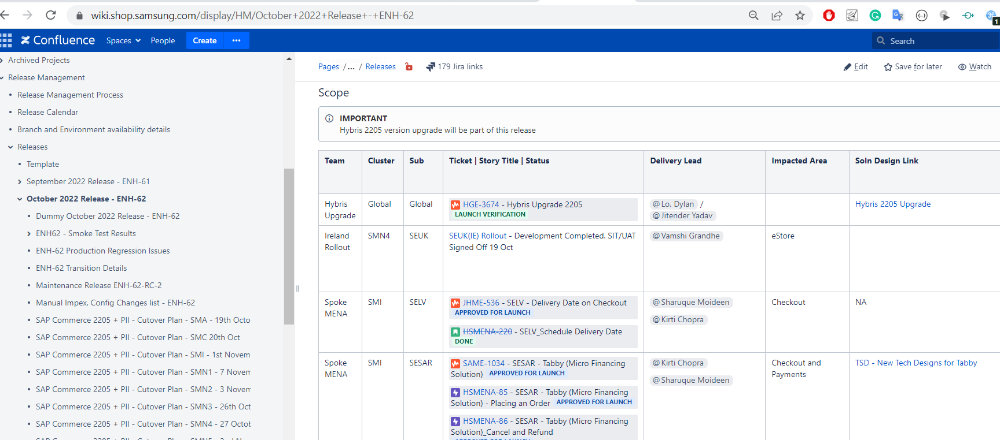 wiki.shop.samsung.com/display/HM/October+2022+Release+-+ENH-62
1
Confluence
Spaces
People
Create
Search
Archived Projects
Release Management
Release Management Process
Release Calendar
Branch and Environment availability details
Releases
Template
September 2022 Release - ENH-61
October 2022 Release - ENH-62
Dummy October 2022 Release - ENH-62
ENH62 - Smoke Test Results
ENH-62 Production Regression Issues
ENH-62 Transition Details
Maintenance Release ENH-62-RC-2
Manual Impex, Config Changes list - ENH-62
SAP Commerce 2205 + PII - Cutover Plan - SMA - 19th Octo
SAP Commerce 2205 + PII - Cutover Plan - SMC 20th Oct
SAP Commerce 2205 + PII - Cutover Plan - SMI - 1st Novem
SAP Commerce 2205 + PII - Cutover Plan - SMN1 - 7 Novem
SAP Commerce 2205 + PII - Cutover Plan - SMN2 - 3 Novem
SAP Commerce 2205 + PII - Cutover Plan - SMN3 - 26th Oct
SAP Commerce 2205 + PII - Cutover Plan - SMN4 - 27 Octob
Pages /... / Releases
179 Jira links
Edit
Save for later
Watch
Scope
IMPORTANT
Hybris 2205 version upgrade will be part of this release
Team Cluster Sub Ticket | Story Title | Status Delivery Lead Impacted Area Soln Design Link
Hybris Upgrade
Global
Global
HGE-3674 - Hybris Upgrade 2205
LAUNCH VERIFICATION
@Lo, Dylan /
@Jitender Yadav
Hybris 2205 Upgrade
Ireland
Rollout
SMN4
SEUK
SEUK(IE) Rollout - Development Completed. SIT/UAT
Signed Off 19 Oct
@Vamshi Grandhe
eStore
Spoke
MENA
SMI
SELV
JHME-536 - SELV - Delivery Date on Checkout
APPROVED FOR LAUNCH
HSMENA-220 - SELV_Schedule Delivery Date
DONE
@Sharuque Moideen
@Kirti Chopra
Checkout
NA
Spoke
MENA
SMI
SESAR
SAME-1034 - SESAR - Tabby (Micro Financing
Solution) APPROVED FOR LAUNCH
HSMENA-85 - SESAR - Tabby (Micro Financing
Solution) - Placing an Order APPROVED FOR LAUNCH
HSMENA-86 - SESAR - Tabby (Micro Financing
Solution)_Cancel and Refund
@Kirti Chopra
@Sharuque Moideen
Checkout and
Payments
TSD - New Tech Designs for Tabby